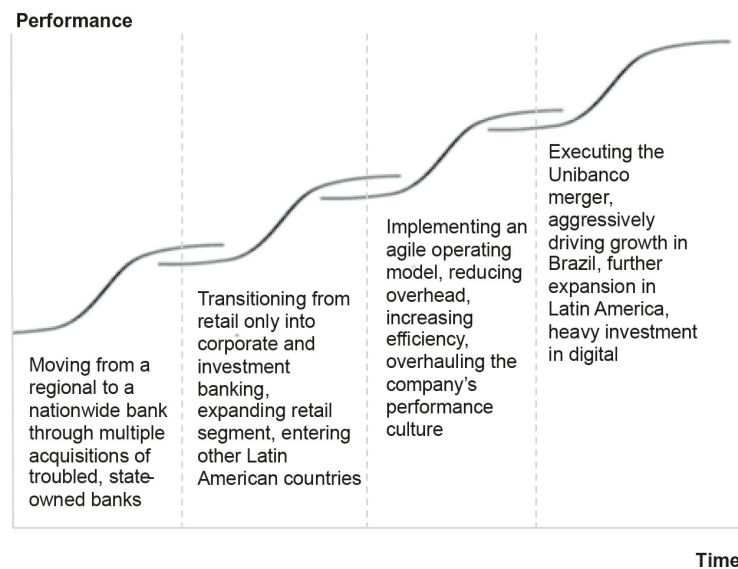 Performance
Moving from a
regional to a
nationwide bank
through multiple
acquisitions of
troubled, state-
owned banks
Transitioning from
retail only into
corporate and
investment
banking,
expanding retail
segment, entering
other Latin
American countries
Implementing an
agile operating
model, reducing
overhead,
increasing
efficiency,
overhauling the
company's
performance
culture
Executing the
Unibanco
merger,
aggressively
driving growth in
Brazil, further
expansion in
Latin America,
heavy investment
in digital
Time